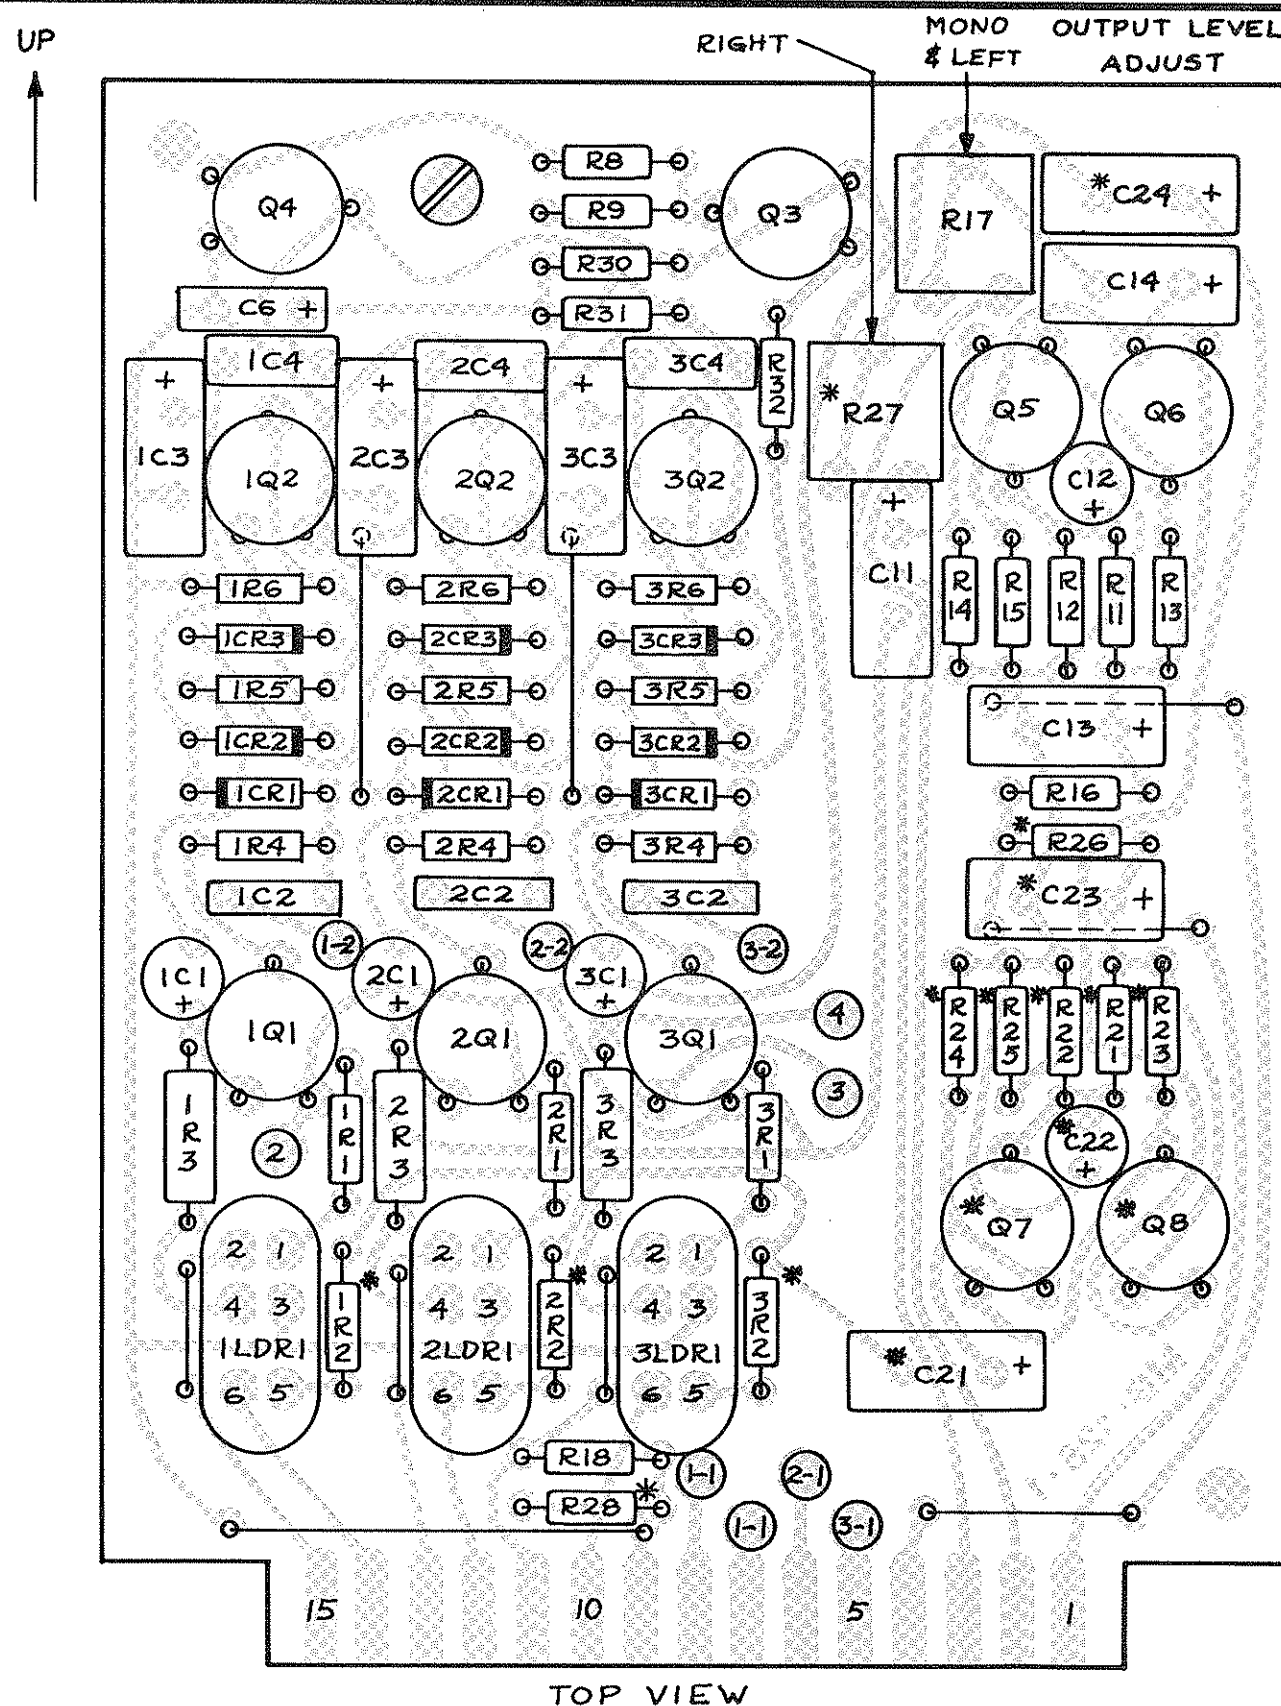 UP
RIGHT
MONO
& LEFT
OUTPUT LEVEL
ADJUST
Q4
R8
R9
R30
R31
Q3
R17
*C24 +
C14 +
C6 +
1C4
2C4
3C4
R32
*R27
Q5
Q6
+
1C3
+
2C3
+
3C3
1Q2
2Q2
3Q2
C12
+
+
C11
R14
R15
R12
R11
R13
1R6
2R6
3R6
1CR3
2CR3
3CR3
1R5
2R5
3R5
1CR2
2CR2
3CR2
C13 +
1CR1
2CR1
3CR1
R16
1R4
2R4
3R4
*R26
1C2
2C2
3C2
*C23 +
1-2
2-2
3-2
1C1
+
2C1
+
3C1
+
1Q1
2Q1
3Q1
4
3
*R24
*R25
*R22
*R21
*R23
1R3
2
1R1
2R3
2R1
3R3
3R1
*C22
+
*Q7
*Q8
2 1
4 3
1LDR1
6 5
1R2*
2 1
4 3
2LDR1
6 5
2R2*
2 1
4 3
3LDR1
6 5
3R2*
*C21 +
R18
R28*
1-1
2-1
1-1
3-1
15
10
5
1
TOP VIEW